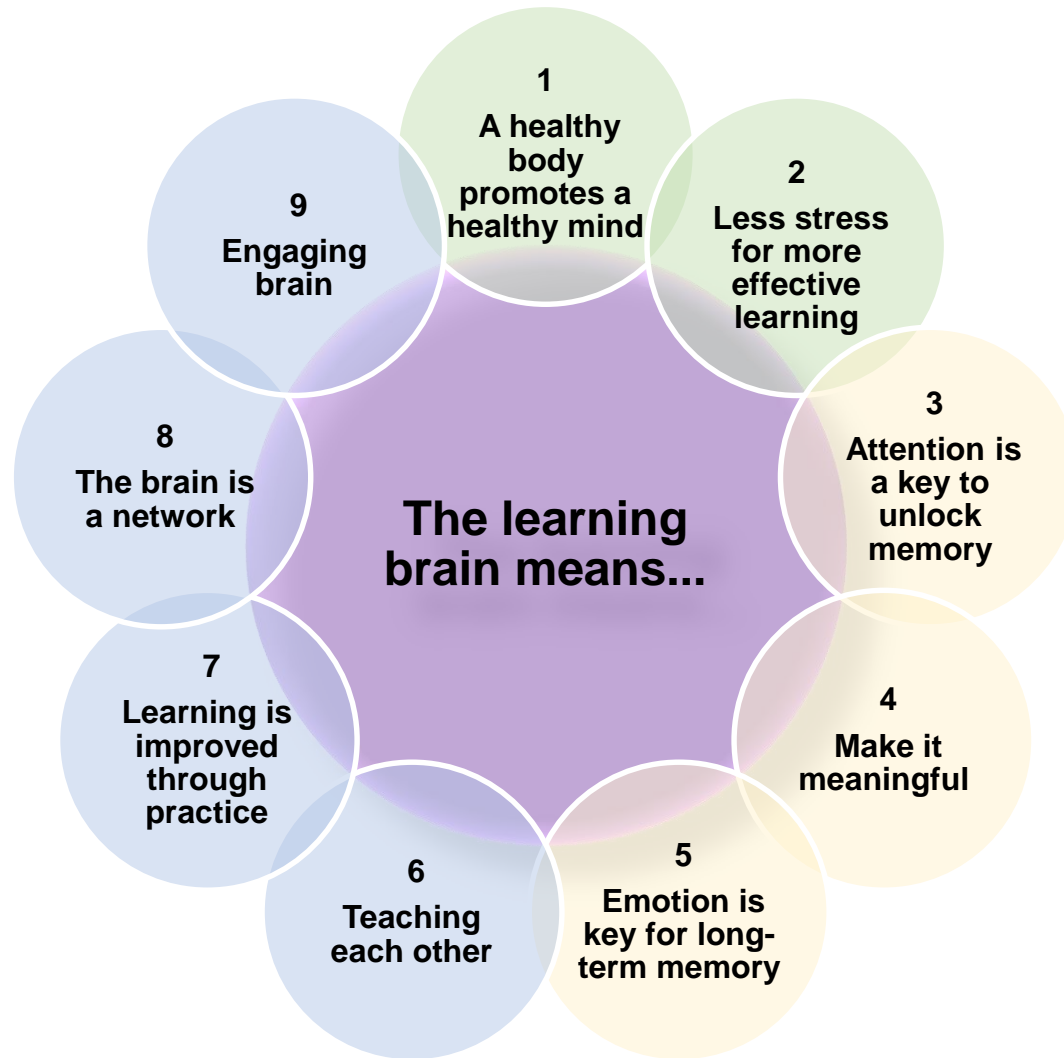 The learning
brain means...
1
A healthy
body
promotes a
healthy mind
2
Less stress
for more
effective
learning
3
Attention is
a key to
unlock
memory
4
Make it
meaningful
5
Emotion is
key for long-
term memory
6
Teaching
each other
7
Learning is
improved
through
practice
8
The brain is
a network
9
Engaging
brain